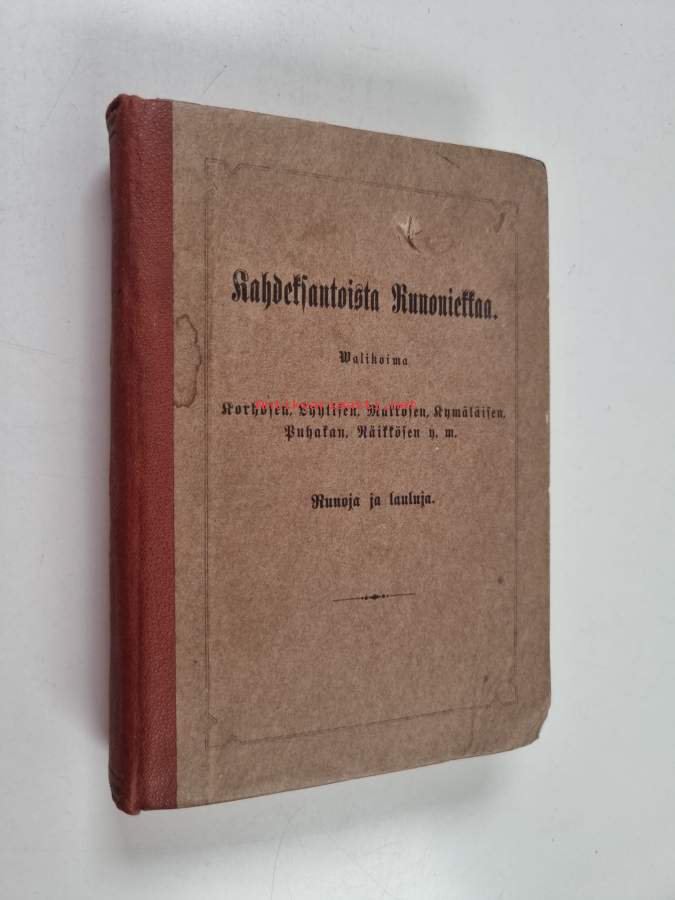 Kahdeksantoista Runoniekkaa.
Walikoima
Korhosen, Lyytisen, Makkosen, Kymäläisen,
Puhakan, Räikkösen y. m.
Runoja ja lauluja.